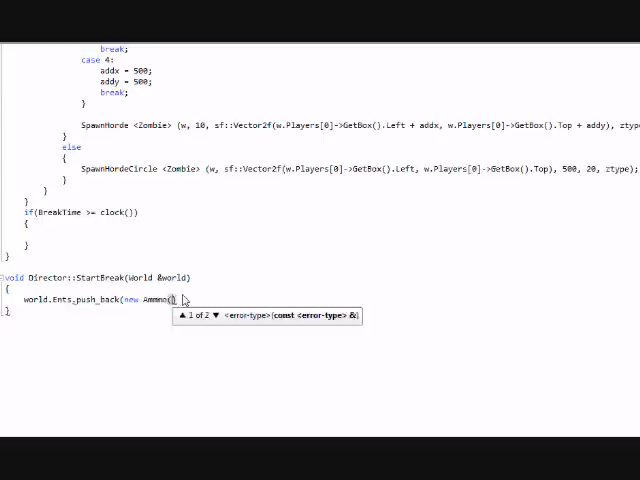 break;
case 4:
addx = 500;
addy = 500;
break;
}
SpawnHorde <Zombie> (w, 10, sf::Vector2f(w.Players[0]->GetBox().Left + addx, w.Players[0]->GetBox().Top + addy), ztype
}
else
{
SpawnHordeCircle <Zombie> (w, sf::Vector2f(w.Players[0]->GetBox().Left, w.Players[0]->GetBox().Top), 500, 20, ztype);
}
}
}
if(BreakTime >= clock())
{
}
}
void Director::StartBreak(World &world)
{
world.Ents.push_back(new Ammmo()
}
▲ 1 of 2 ▼ <error-type>(const <error-type> &)